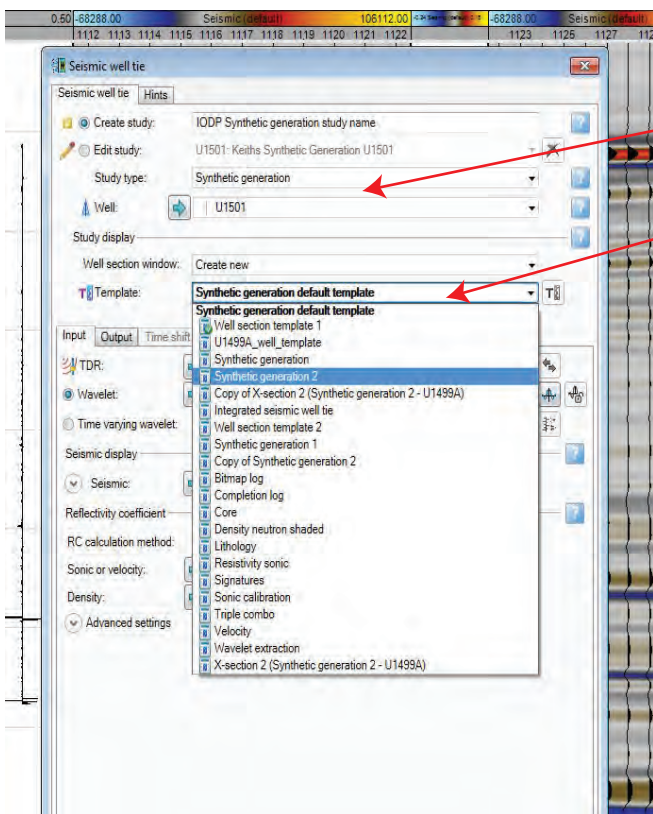 0.50 -68288.00 Seismic (default) 106112.00 -68288.00 Seismic (default)
1112 1113 1114 1115 1116 1117 1118 1119 1120 1121 1122 1123 1125 1127
Seismic well tie
Seismic well tie Hints
Create study: IODP Synthetic generation study name
Edit study: U1501: Keiths Synthetic Generation U1501
Study type: Synthetic generation
Well: U1501
Study display
Well section window: Create new
Template: Synthetic generation default template
Synthetic generation default template
Well section template 1
U1499A_well_template
Input Output Time shift
Synthetic generation
TDR:
Synthetic generation 2
Wavelet:
Copy of X-section 2 (Synthetic generation 2 - U1499A)
Integrated seismic well tie
Time varying wavelet:
Well section template 2
Synthetic generation 1
Seismic display
Copy of Synthetic generation 2
Bitmap log
Seismic:
Completion log
Core
Reflectivity coefficient
Density neutron shaded
RC calculation method:
Lithology
Resistivity sonic
Sonic or velocity:
Signatures
Density:
Sonic calibration
Triple combo
Advanced settings
Velocity
Wavelet extraction
X-section 2 (Synthetic generation 2 - U1499A)